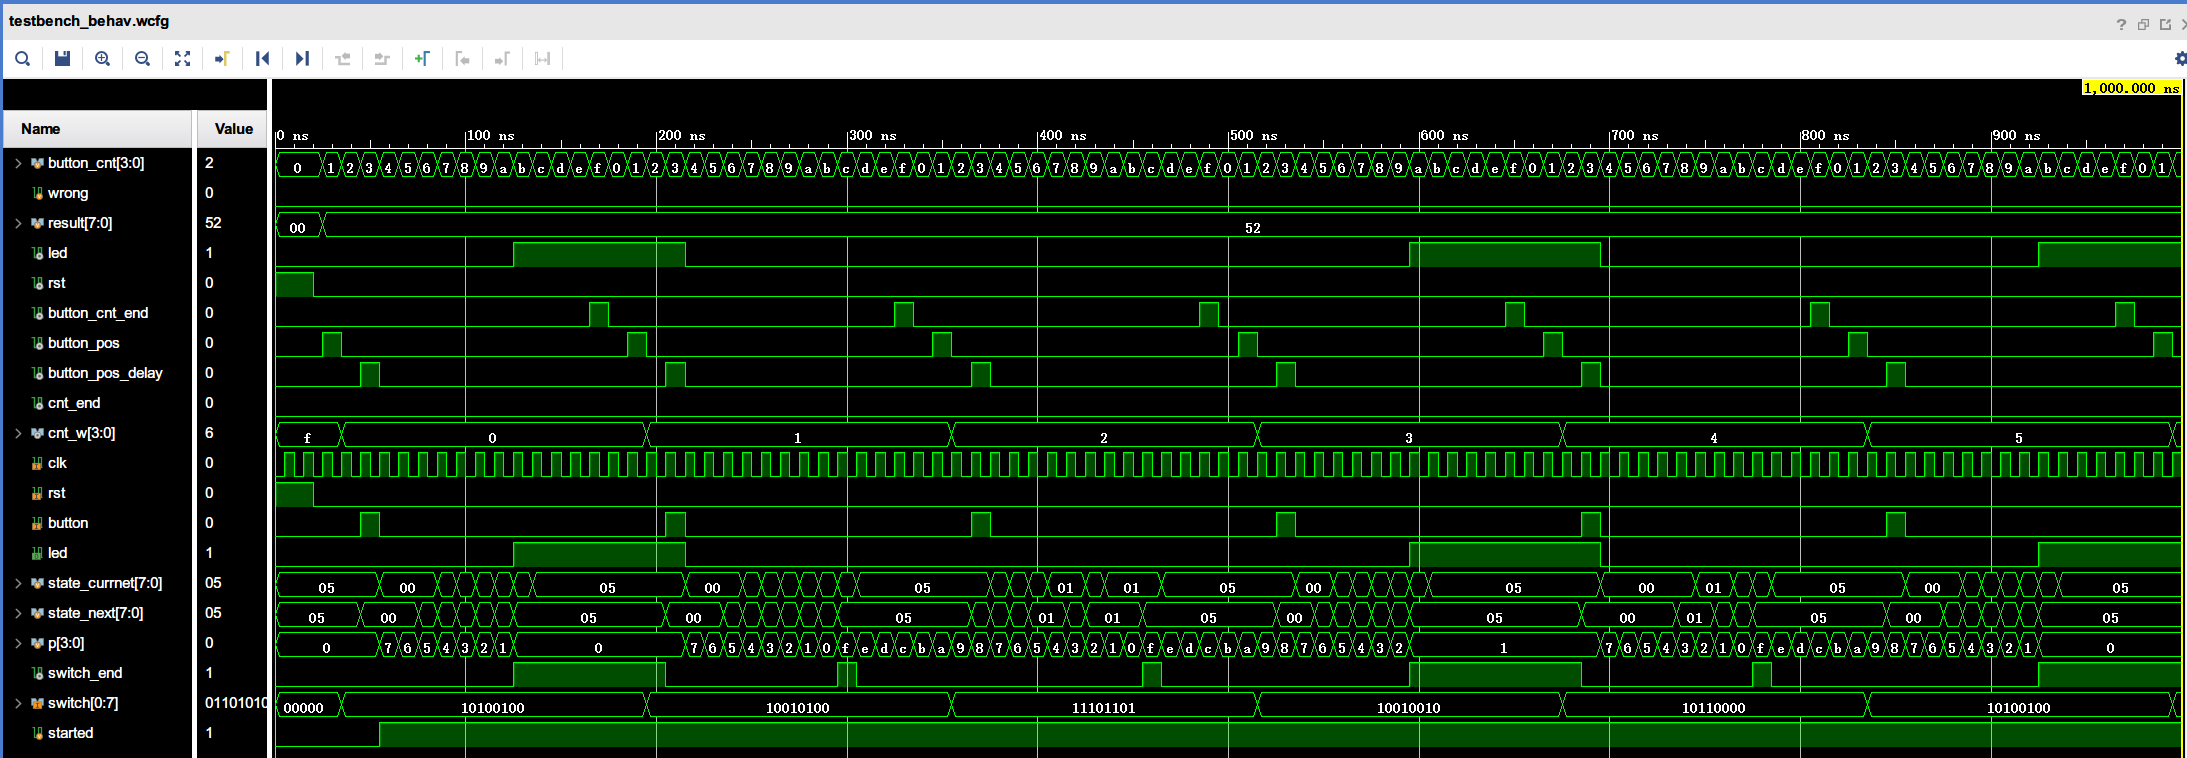 testbench_behav.wcfg
1,000.000 ns
Name Value 0 ns 100 ns 200 ns 300 ns 400 ns 500 ns 600 ns 700 ns 800 ns 900 ns
button_cnt[3:0] 2 0 1 2 3 4 5 6 7 8 9 a b c d e f 0 1 2 3 4 5 6 7 8 9 a b c d e f 0 1 2 3 4 5 6 7 8 9 a b c d e f 0 1 2 3 4 5 6 7 8 9 a b c d e f 0 1 2 3 4 5 6 7 8 9 a b c d e f 0 1 2 3 4 5 6 7 8 9 a b c d e f 0 1
wrong 0
result[7:0] 52 00 52
led 1
rst 0
button_cnt_end 0
button_pos 0
button_pos_delay 0
cnt_end 0
cnt_w[3:0] 6 f 0 1 2 3 4 5
clk 0
rst 0
button 0
led 1
state_currnet[7:0] 05 05 00 05 00 05 01 01 05 00 05 00 01 05 00 05
state_next[7:0] 05 05 00 05 00 05 01 01 05 00 05 00 01 05 00 05
p[3:0] 0 0 7 6 5 4 3 2 1 0 7 6 5 4 3 2 1 0 f e d c b a 9 8 7 6 5 4 3 2 1 0 f e d c b a 9 8 7 6 5 4 3 2 1 7 6 5 4 3 2 1 0 f e d c b a 9 8 7 6 5 4 3 2 1 0
switch_end 1
switch[0:7] 01101010 00000 10100100 10010100 11101101 10010010 10110000 10100100
started 1